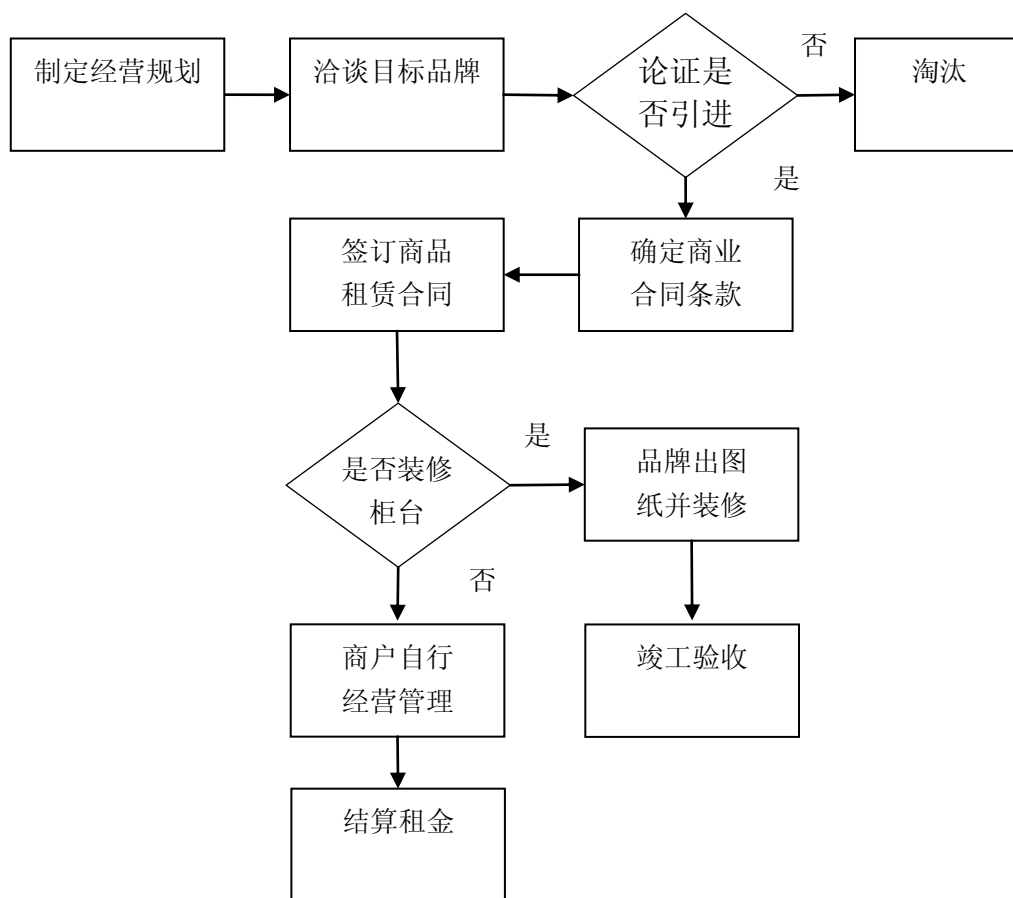 制定经营规划
洽谈目标品牌
论证是
否引进
否
淘汰
是
签订商品
租赁合同
确定商业
合同条款
是否装修
柜台
是
品牌出图
纸并装修
否
商户自行
经营管理
竣工验收
结算租金